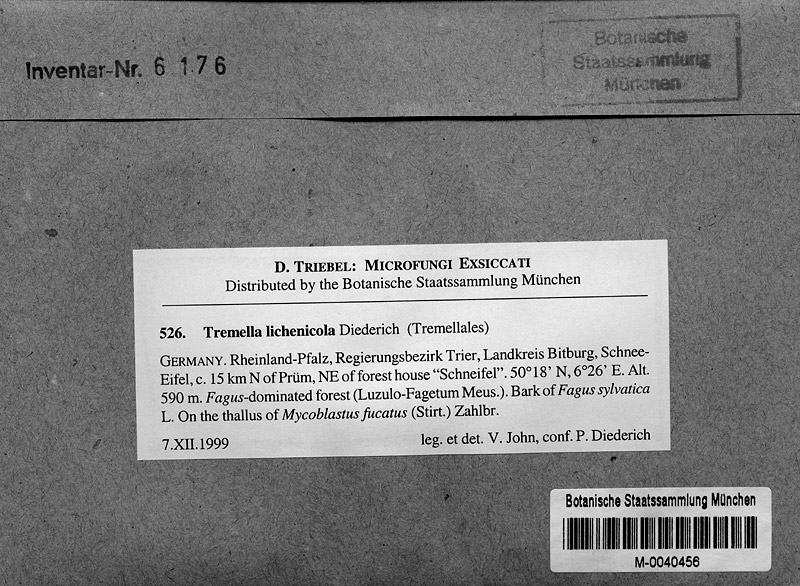 Inventar-Nr. 6 176
Botanische
Staatssammlung
München
D. TRIEBEL: MICROFUNGI EXSICCATI
Distributed by the Botanische Staatssammlung München
526. Tremella lichenicola Diederich (Tremellales)
GERMANY. Rheinland-Pfalz, Regierungsbezirk Trier, Landkreis Bitburg, Schnee-
Eifel, c. 15 km N of Prüm, NE of forest house “Schneifel”. 50°18’ N, 6°26’ E. Alt.
590 m. Fagus-dominated forest (Luzulo-Fagetum Meus.). Bark of Fagus sylvatica
L. On the thallus of Mycoblastus fucatus (Stirt.) Zahlbr.
7.XII.1999 leg. et det. V. John, conf. P. Diederich
Botanische Staatssammlung München
M-0040456